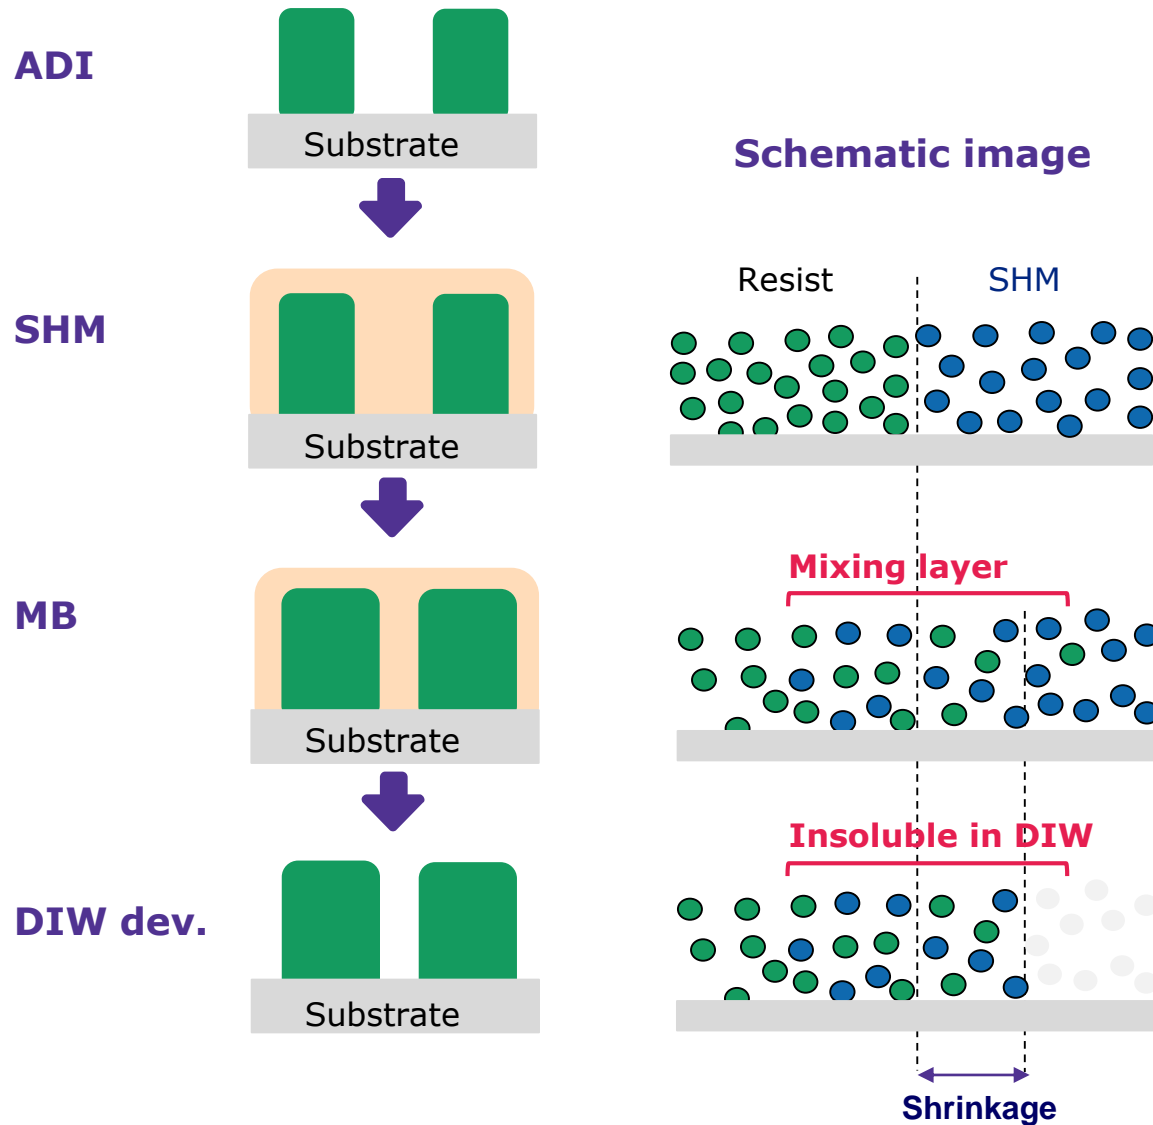 ADI
Substrate
Schematic image
SHM
Substrate
Resist
SHM
MB
Substrate
Mixing layer
DIW dev.
Substrate
Insoluble in DIW
Shrinkage